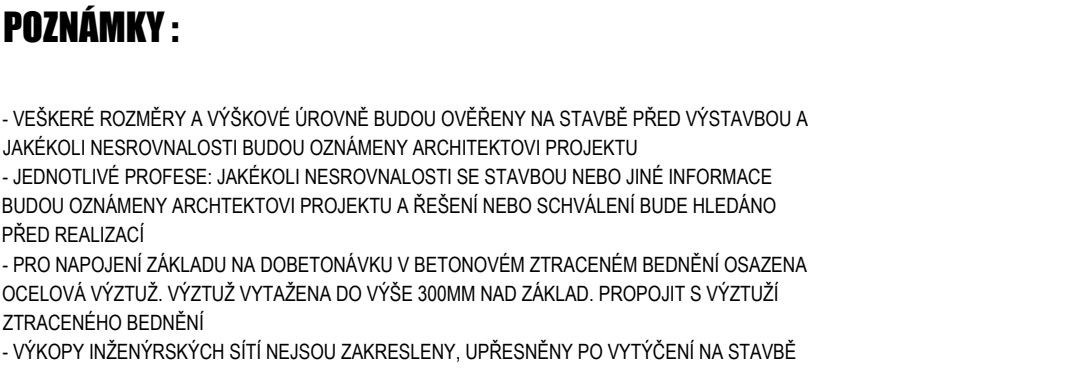 POZNÁMKY :
- VEŠKERÉ ROZMĚRY A VÝŠKOVÉ ÚROVNĚ BUDOU OVĚŘENY NA STAVBĚ PŘED VÝSTAVBOU A
JAKÉKOLI NESROVNALOSTI BUDOU OZNÁMENY ARCHITEKTOVI PROJEKTU
- JEDNOTLIVÉ PROFESE: JAKÉKOLI NESROVNALOSTI SE STAVBOU NEBO JINÉ INFORMACE
BUDOU OZNÁMENY ARCHTEKTOVI PROJEKTU A ŘEŠENÍ NEBO SCHVÁLENÍ BUDE HLEDÁNO
PŘED REALIZACÍ
- PRO NAPOJENÍ ZÁKLADU NA DOBETONÁVKU V BETONOVÉM ZTRACENÉM BEDNĚNÍ OSAZENA
OCELOVÁ VÝZTUŽ. VÝZTUŽ VYTAŽENA DO VÝŠE 300MM NAD ZÁKLAD. PROPOJIT S VÝZTUŽÍ
ZTRACENÉHO BEDNĚNÍ
- VÝKOPY INŽENÝRSKÝCH SÍTÍ NEJSOU ZAKRESLENY, UPŘESNĚNY PO VYTÝČENÍ NA STAVBĚ